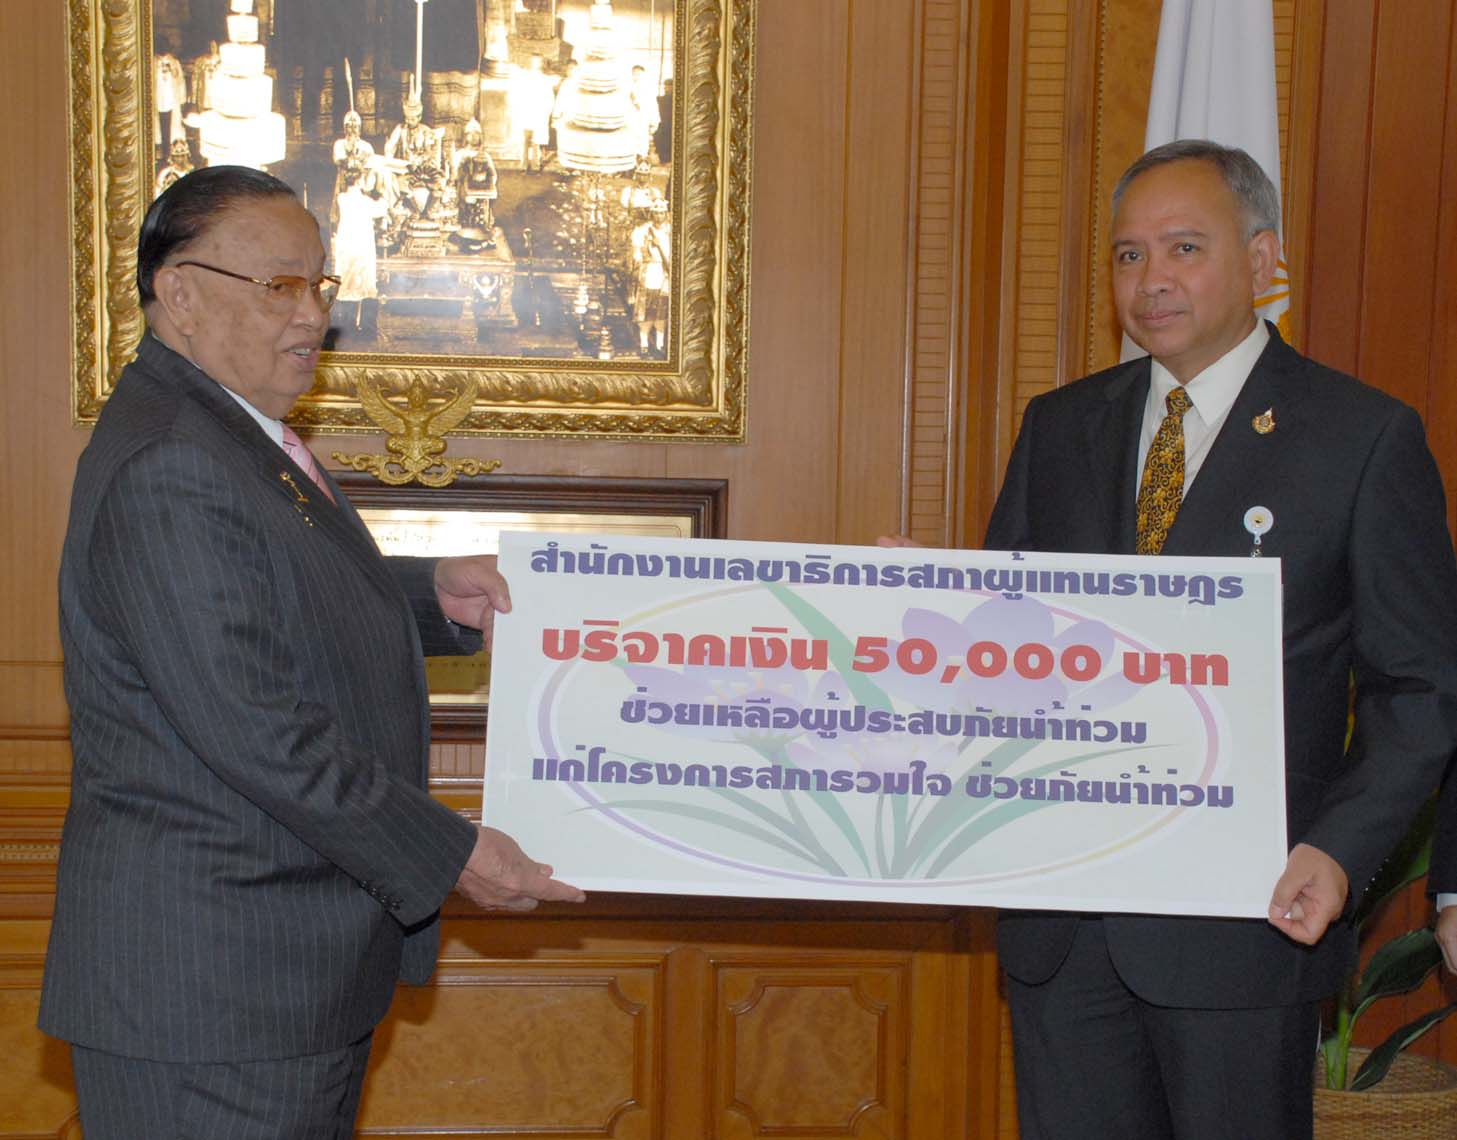 สำนักงานเลขาธิการสภาผู้แทนราษฎร
บริจาคเงิน 50,000 บาท
ช่วยเหลือผู้ประสบภัยน้ำท่วม
แก่โครงการสภารวมใจ ช่วยภัยน้ำท่วม